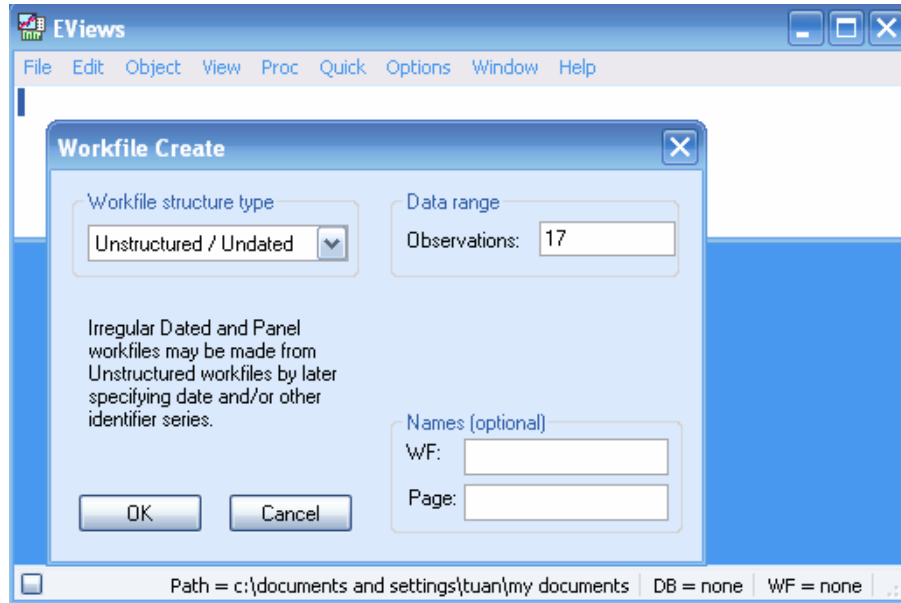 EViews
File Edit Object View Proc Quick Options Window Help
Workfile Create
Workfile structure type
Unstructured / Undated
Data range
Observations: 17
Irregular Dated and Panel
workfiles may be made from
Unstructured workfiles by later
specifying date and/or other
identifier series.
Names (optional)
WF:
Page:
OK Cancel
Path = c:\documents and settings\tuan\my documents DB = none WF = none